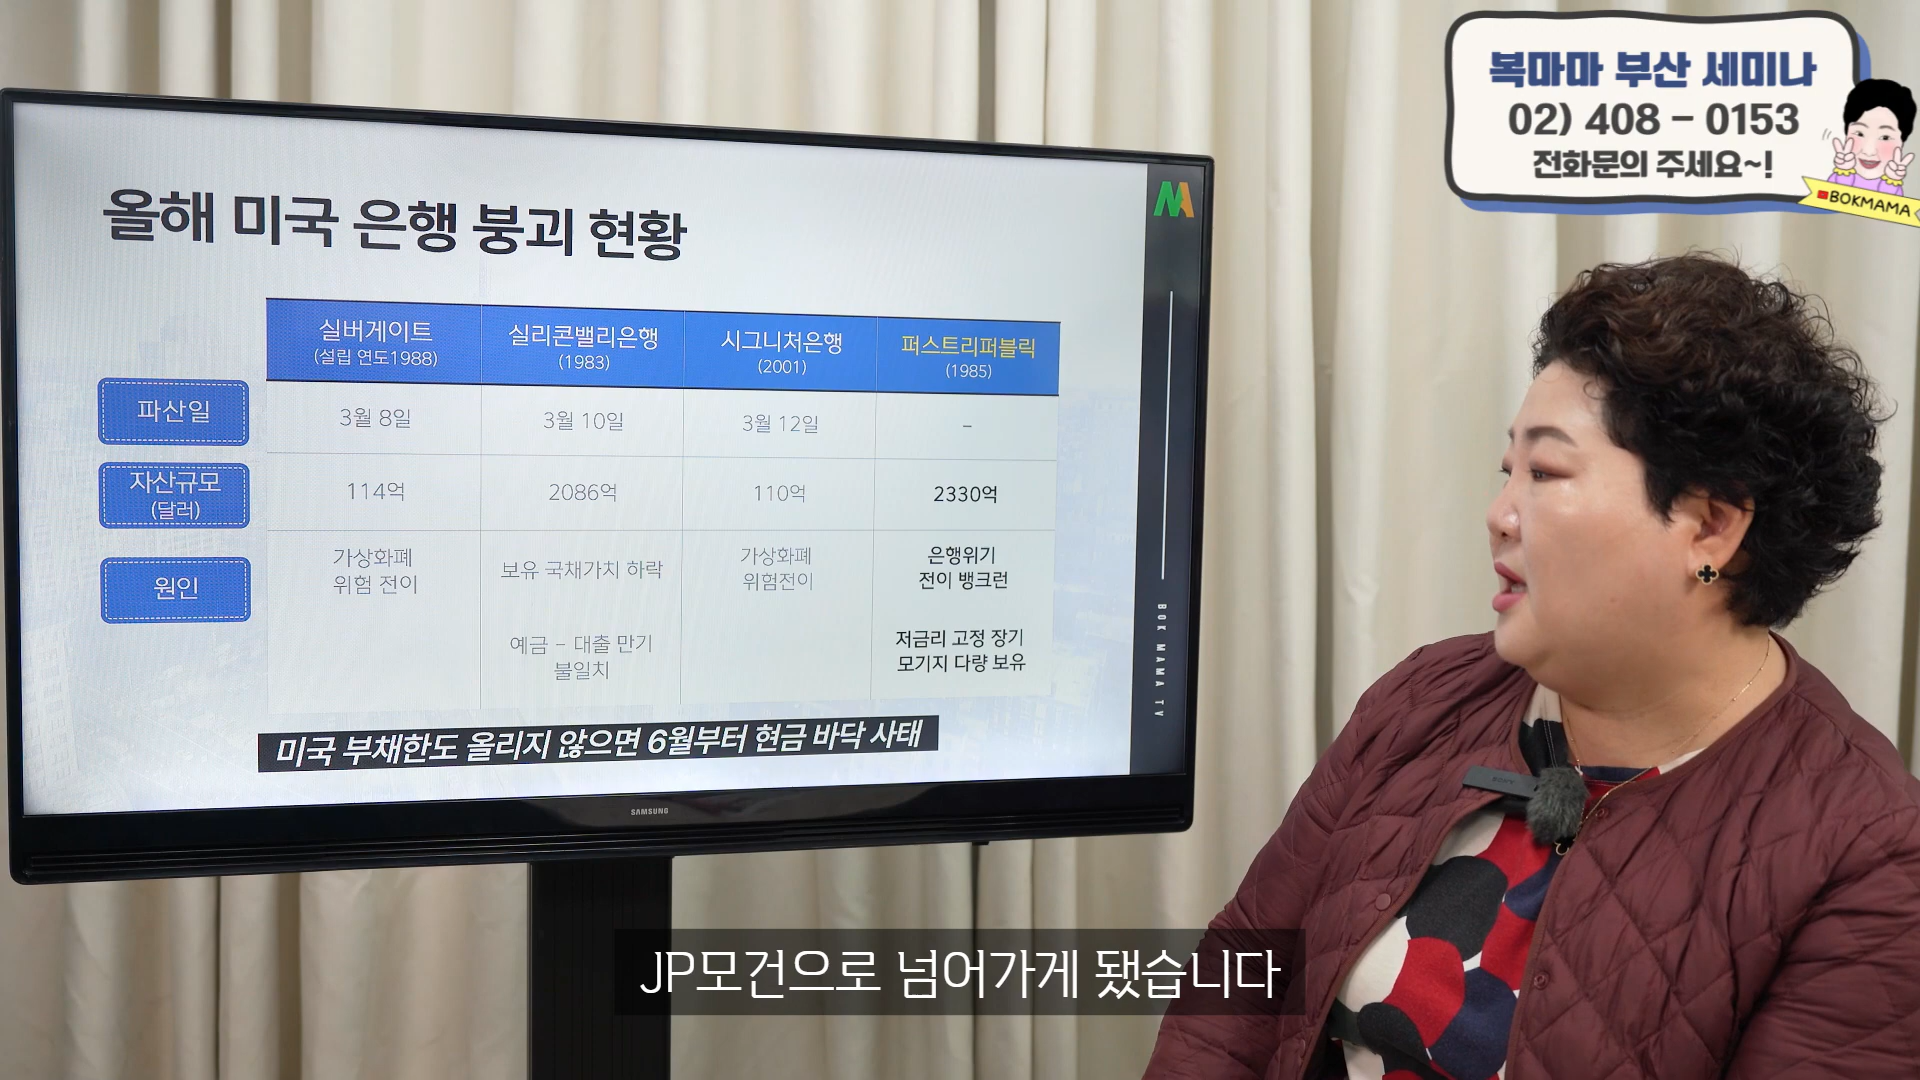 복마마 부산 세미나
02) 408 - 0153
전화문의 주세요~!
BOKMAMA
올해 미국 은행 붕괴 현황
실버게이트
(설립 연도1988)
실리콘밸리은행
(1983)
시그니처은행
(2001)
퍼스트리퍼블릭
(1985)
파산일
3월 8일
3월 10일
3월 12일
–
자산규모
(달러)
114억
2086억
110억
2330억
원인
가상화폐
위험 전이
보유 국채가치 하락
예금 – 대출 만기
불일치
가상화폐
위험전이
은행위기
전이 뱅크런
저금리 고정 장기
모기지 다량 보유
미국 부채한도 올리지 않으면 6월부터 현금 바닥 사태
BOK MAMA TV
SAMSUNG
SONY
JP모건으로 넘어가게 됐습니다